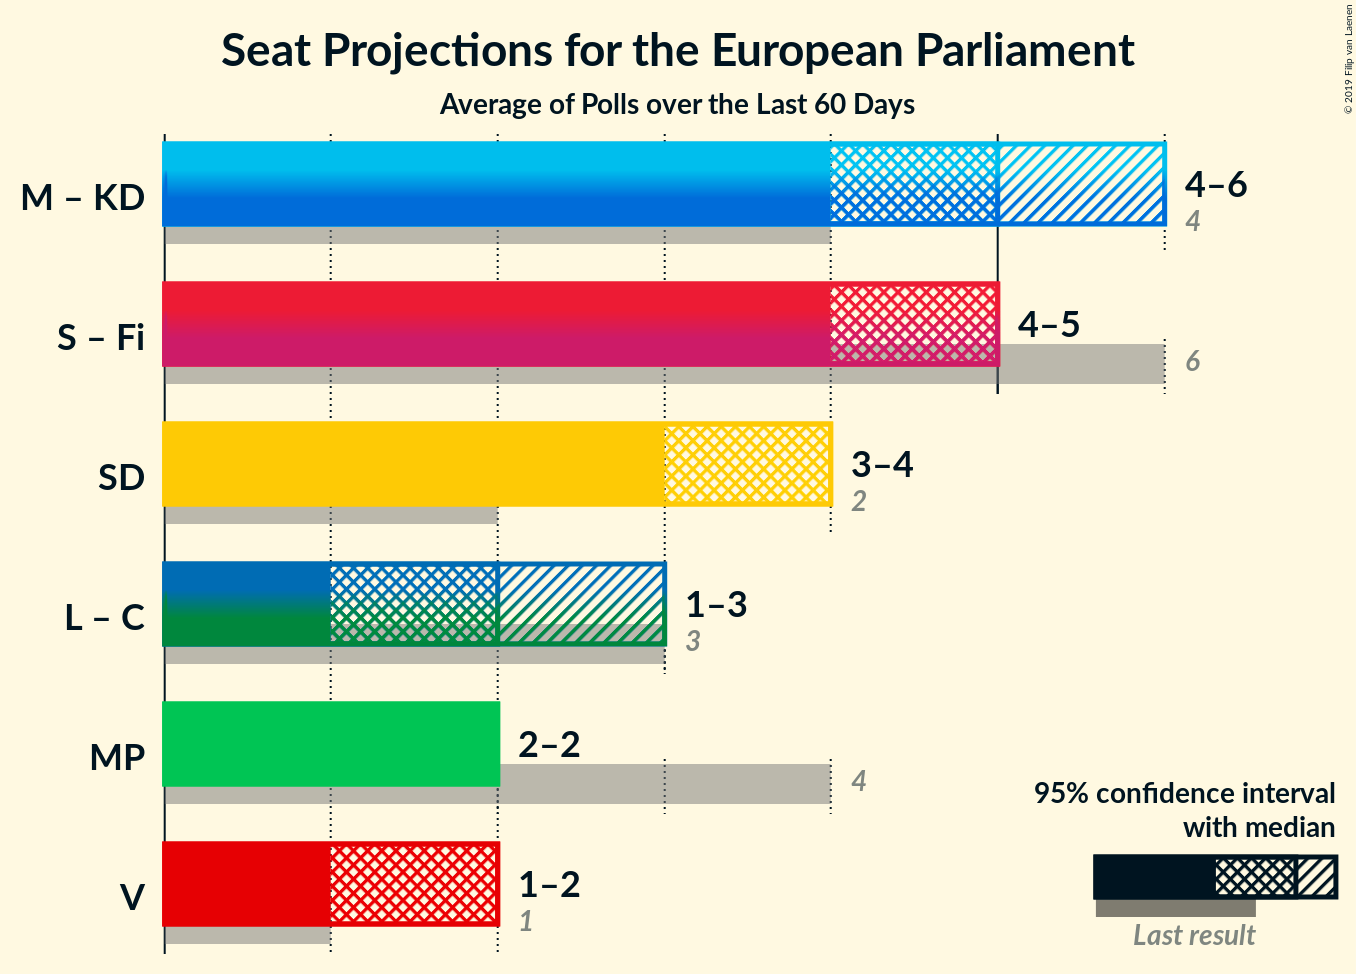 Seat Projections for the European Parliament
Average of Polls over the Last 60 Days
© 2019 Filip van Laenen
M – KD
4–6
4
S – Fi
4–5
6
SD
3–4
2
L – C
1–3
3
MP
2–2
4
V
1–2
1
95% confidence interval
with median
Last result